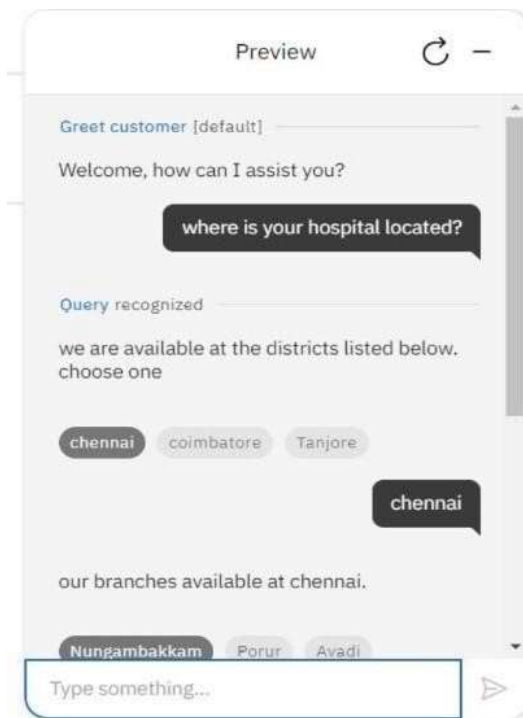 Preview
Greet customer [default]
Welcome, how can I assist you?
where is your hospital located?
Query recognized
we are available at the districts listed below.
choose one
chennai coimbatore Tanjore
chennai
our branches available at chennai.
Nungambakkam Porur Avadi
Type something...